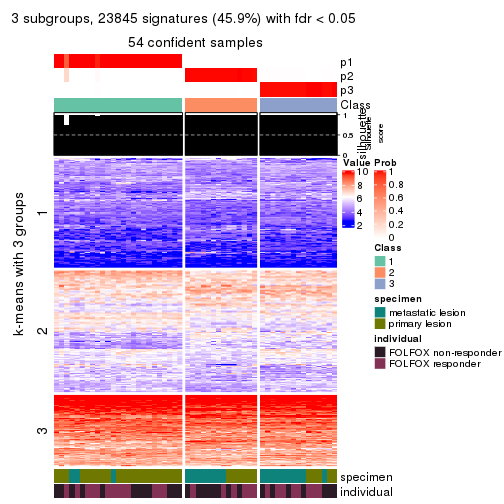 3 subgroups, 23845 signatures (45.9%) with fdr < 0.05
54 confident samples
p1
p2
p3
Class
silhouette
score
silhouette
1
0.5
0
k-means with 3 groups
1
2
3
Value
10
8
6
4
2
Prob
1
0.8
0.6
0.4
0.2
0
Class
1
2
3
specimen
metastatic lesion
primary lesion
individual
FOLFOX non-responder
FOLFOX responder
specimen
individual